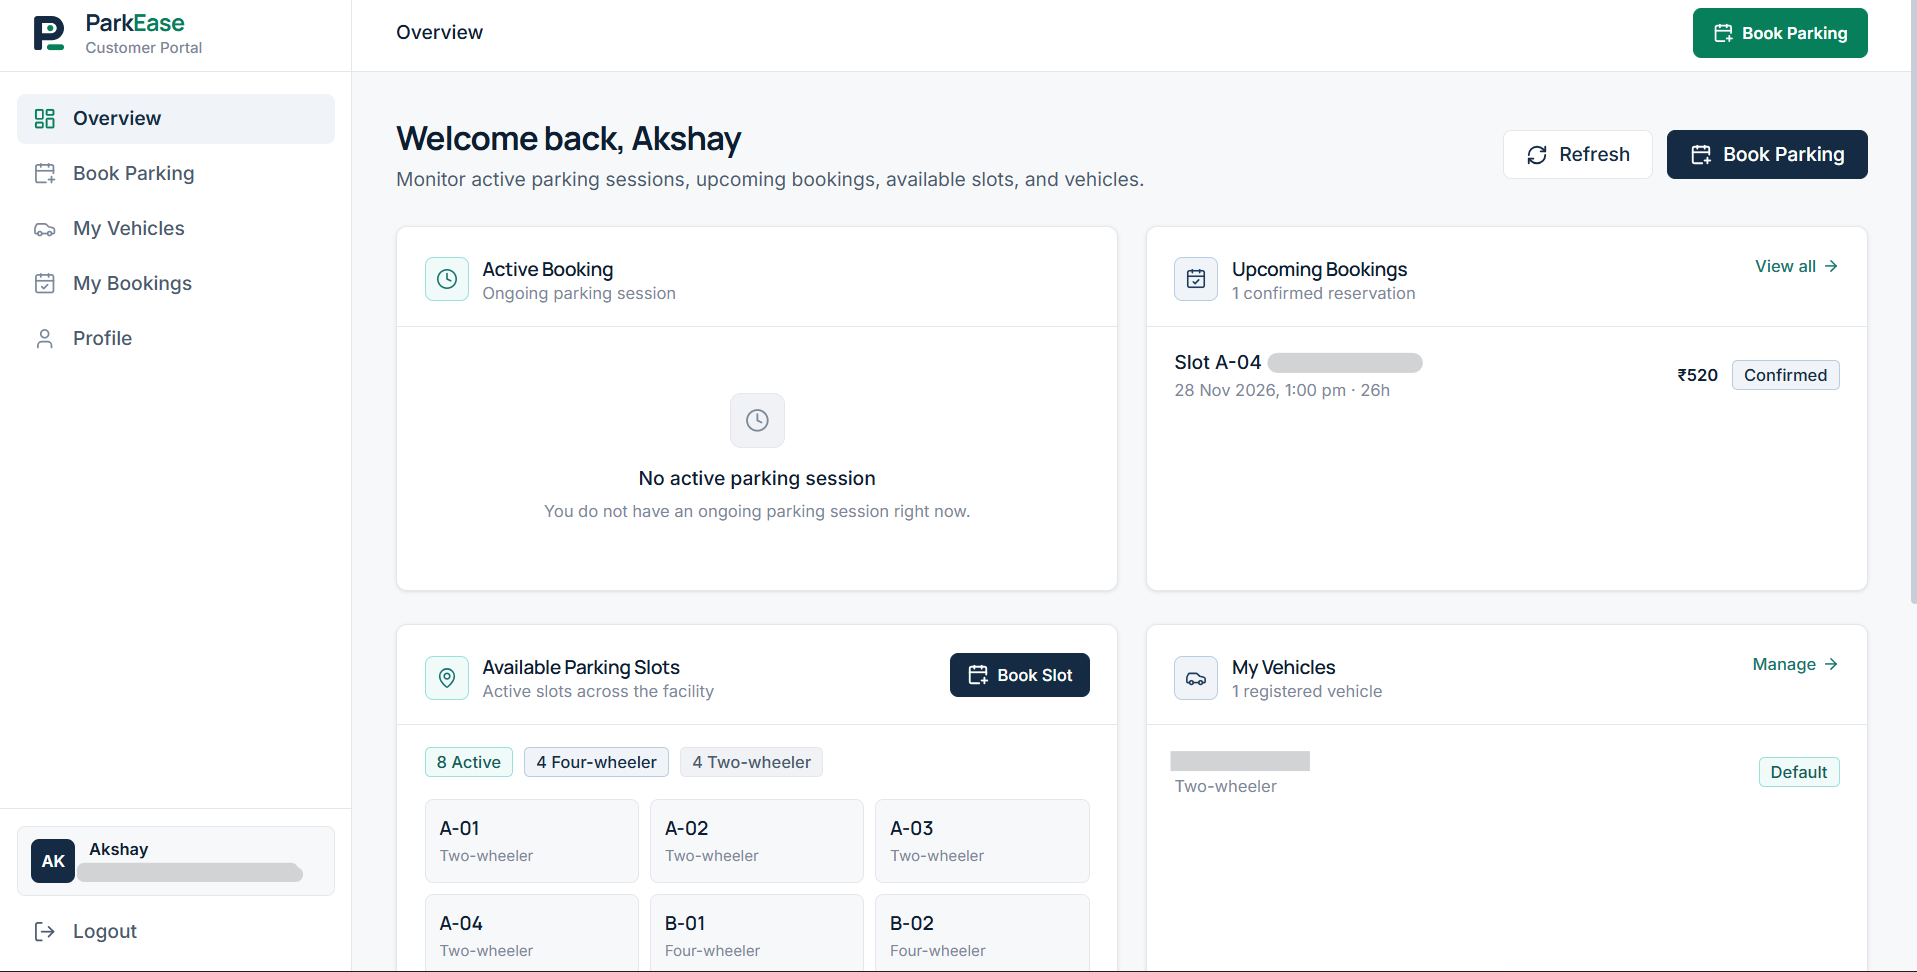 ParkEase
Customer Portal
Overview
Book Parking
My Vehicles
My Bookings
Profile
AK
Akshay
Logout
Overview
Book Parking
Welcome back, Akshay
Monitor active parking sessions, upcoming bookings, available slots, and vehicles.
Refresh
Book Parking
Active Booking
Ongoing parking session
No active parking session
You do not have an ongoing parking session right now.
Upcoming Bookings
1 confirmed reservation
View all
Slot A-04
28 Nov 2026, 1:00 pm · 26h
₹520
Confirmed
Available Parking Slots
Active slots across the facility
Book Slot
8 Active
4 Four-wheeler
4 Two-wheeler
A-01
Two-wheeler
A-02
Two-wheeler
A-03
Two-wheeler
A-04
Two-wheeler
B-01
Four-wheeler
B-02
Four-wheeler
My Vehicles
1 registered vehicle
Manage
Two-wheeler
Default